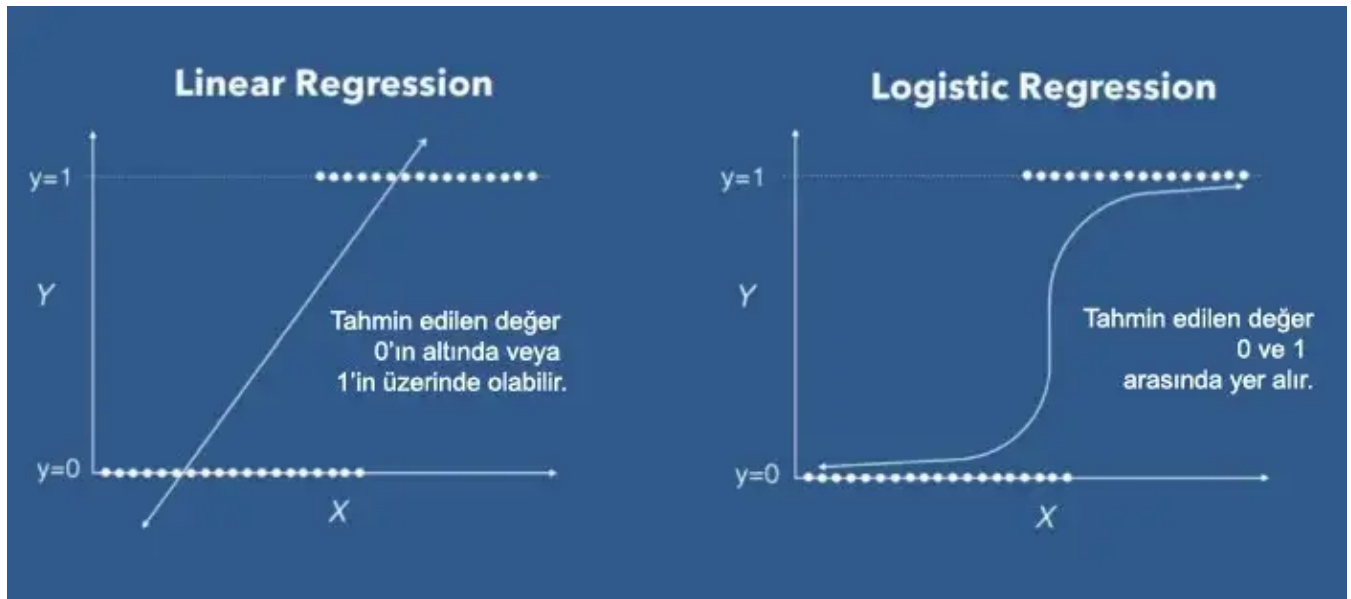 Linear Regression
y=1
Y
Tahmin edilen değer
0'ın altında veya
1'in üzerinde olabilir.
y=0
X
Logistic Regression
y=1
Y
Tahmin edilen değer
0 ve 1
arasında yer alır.
y=0
X